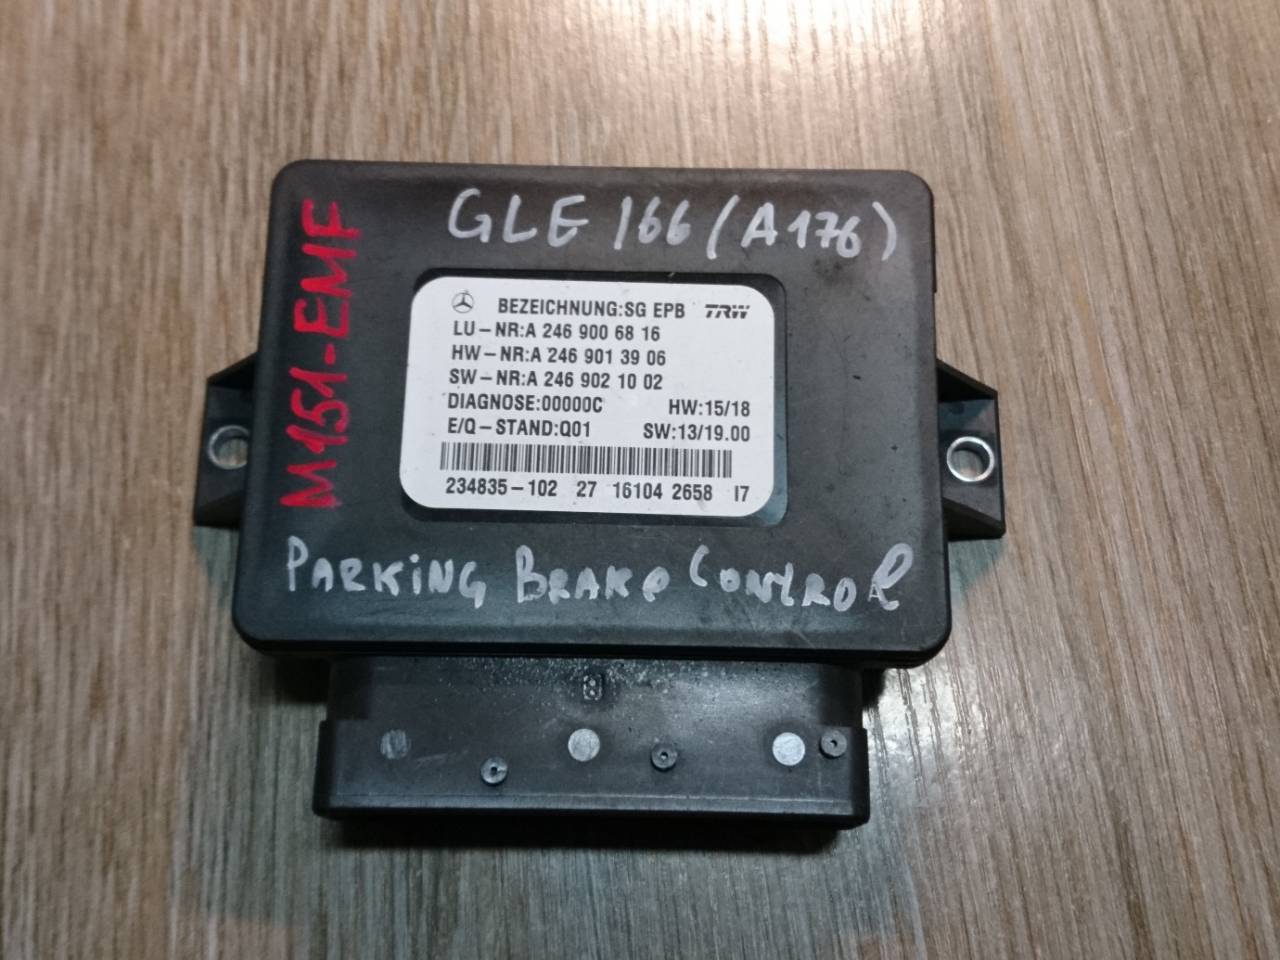 GLE 166 (A176)
M151-EMF
BEZEICHNUNG:SG EPB TRW
LU-NR:A 246 900 68 16
HW-NR:A 246 901 39 06
SW-NR:A 246 902 10 02
DIAGNOSE:00000C HW:15/18
E/Q-STAND:Q01 SW:13/19.00
234835-102 27 16104 2658 I7
PARKING BRAKe CONTROL